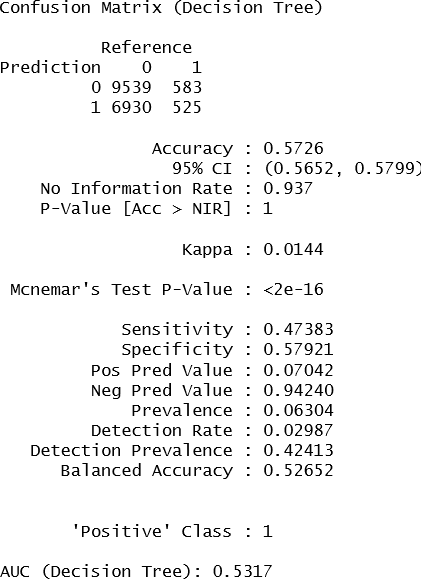 Confusion Matrix (Decision Tree)
Reference
Prediction 0 1
0 9539 583
1 6930 525
Accuracy : 0.5726
95% CI : (0.5652, 0.5799)
No Information Rate : 0.937
P-Value [Acc > NIR] : 1
Kappa : 0.0144
Mcnemar's Test P-Value : <2e-16
Sensitivity : 0.47383
Specificity : 0.57921
Pos Pred Value : 0.07042
Neg Pred Value : 0.94240
Prevalence : 0.06304
Detection Rate : 0.02987
Detection Prevalence : 0.42413
Balanced Accuracy : 0.52652
'Positive' Class : 1
AUC (Decision Tree): 0.5317